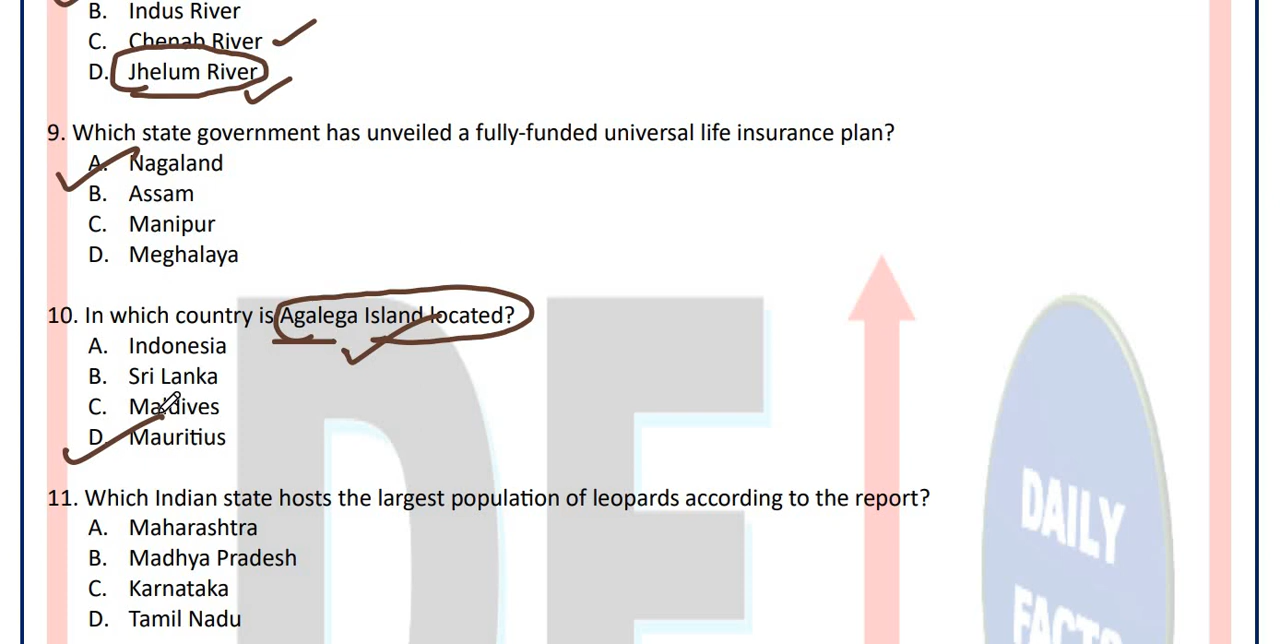 B. Indus River
C. Chenab River
D. Jhelum River
9. Which state government has unveiled a fully-funded universal life insurance plan?
A. Nagaland
B. Assam
C. Manipur
D. Meghalaya
10. In which country is Agalega Island located?
A. Indonesia
B. Sri Lanka
C. Maldives
D. Mauritius
11. Which Indian state hosts the largest population of leopards according to the report?
A. Maharashtra
B. Madhya Pradesh
C. Karnataka
D. Tamil Nadu
DE
DAILY
FACTS